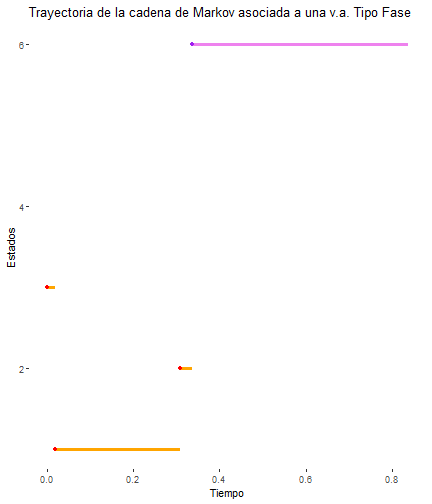 Trayectoria de la cadena de Markov asociada a una v.a. Tipo Fase
6
4
2
Estados
0.0 0.2 0.4 0.6 0.8
Tiempo